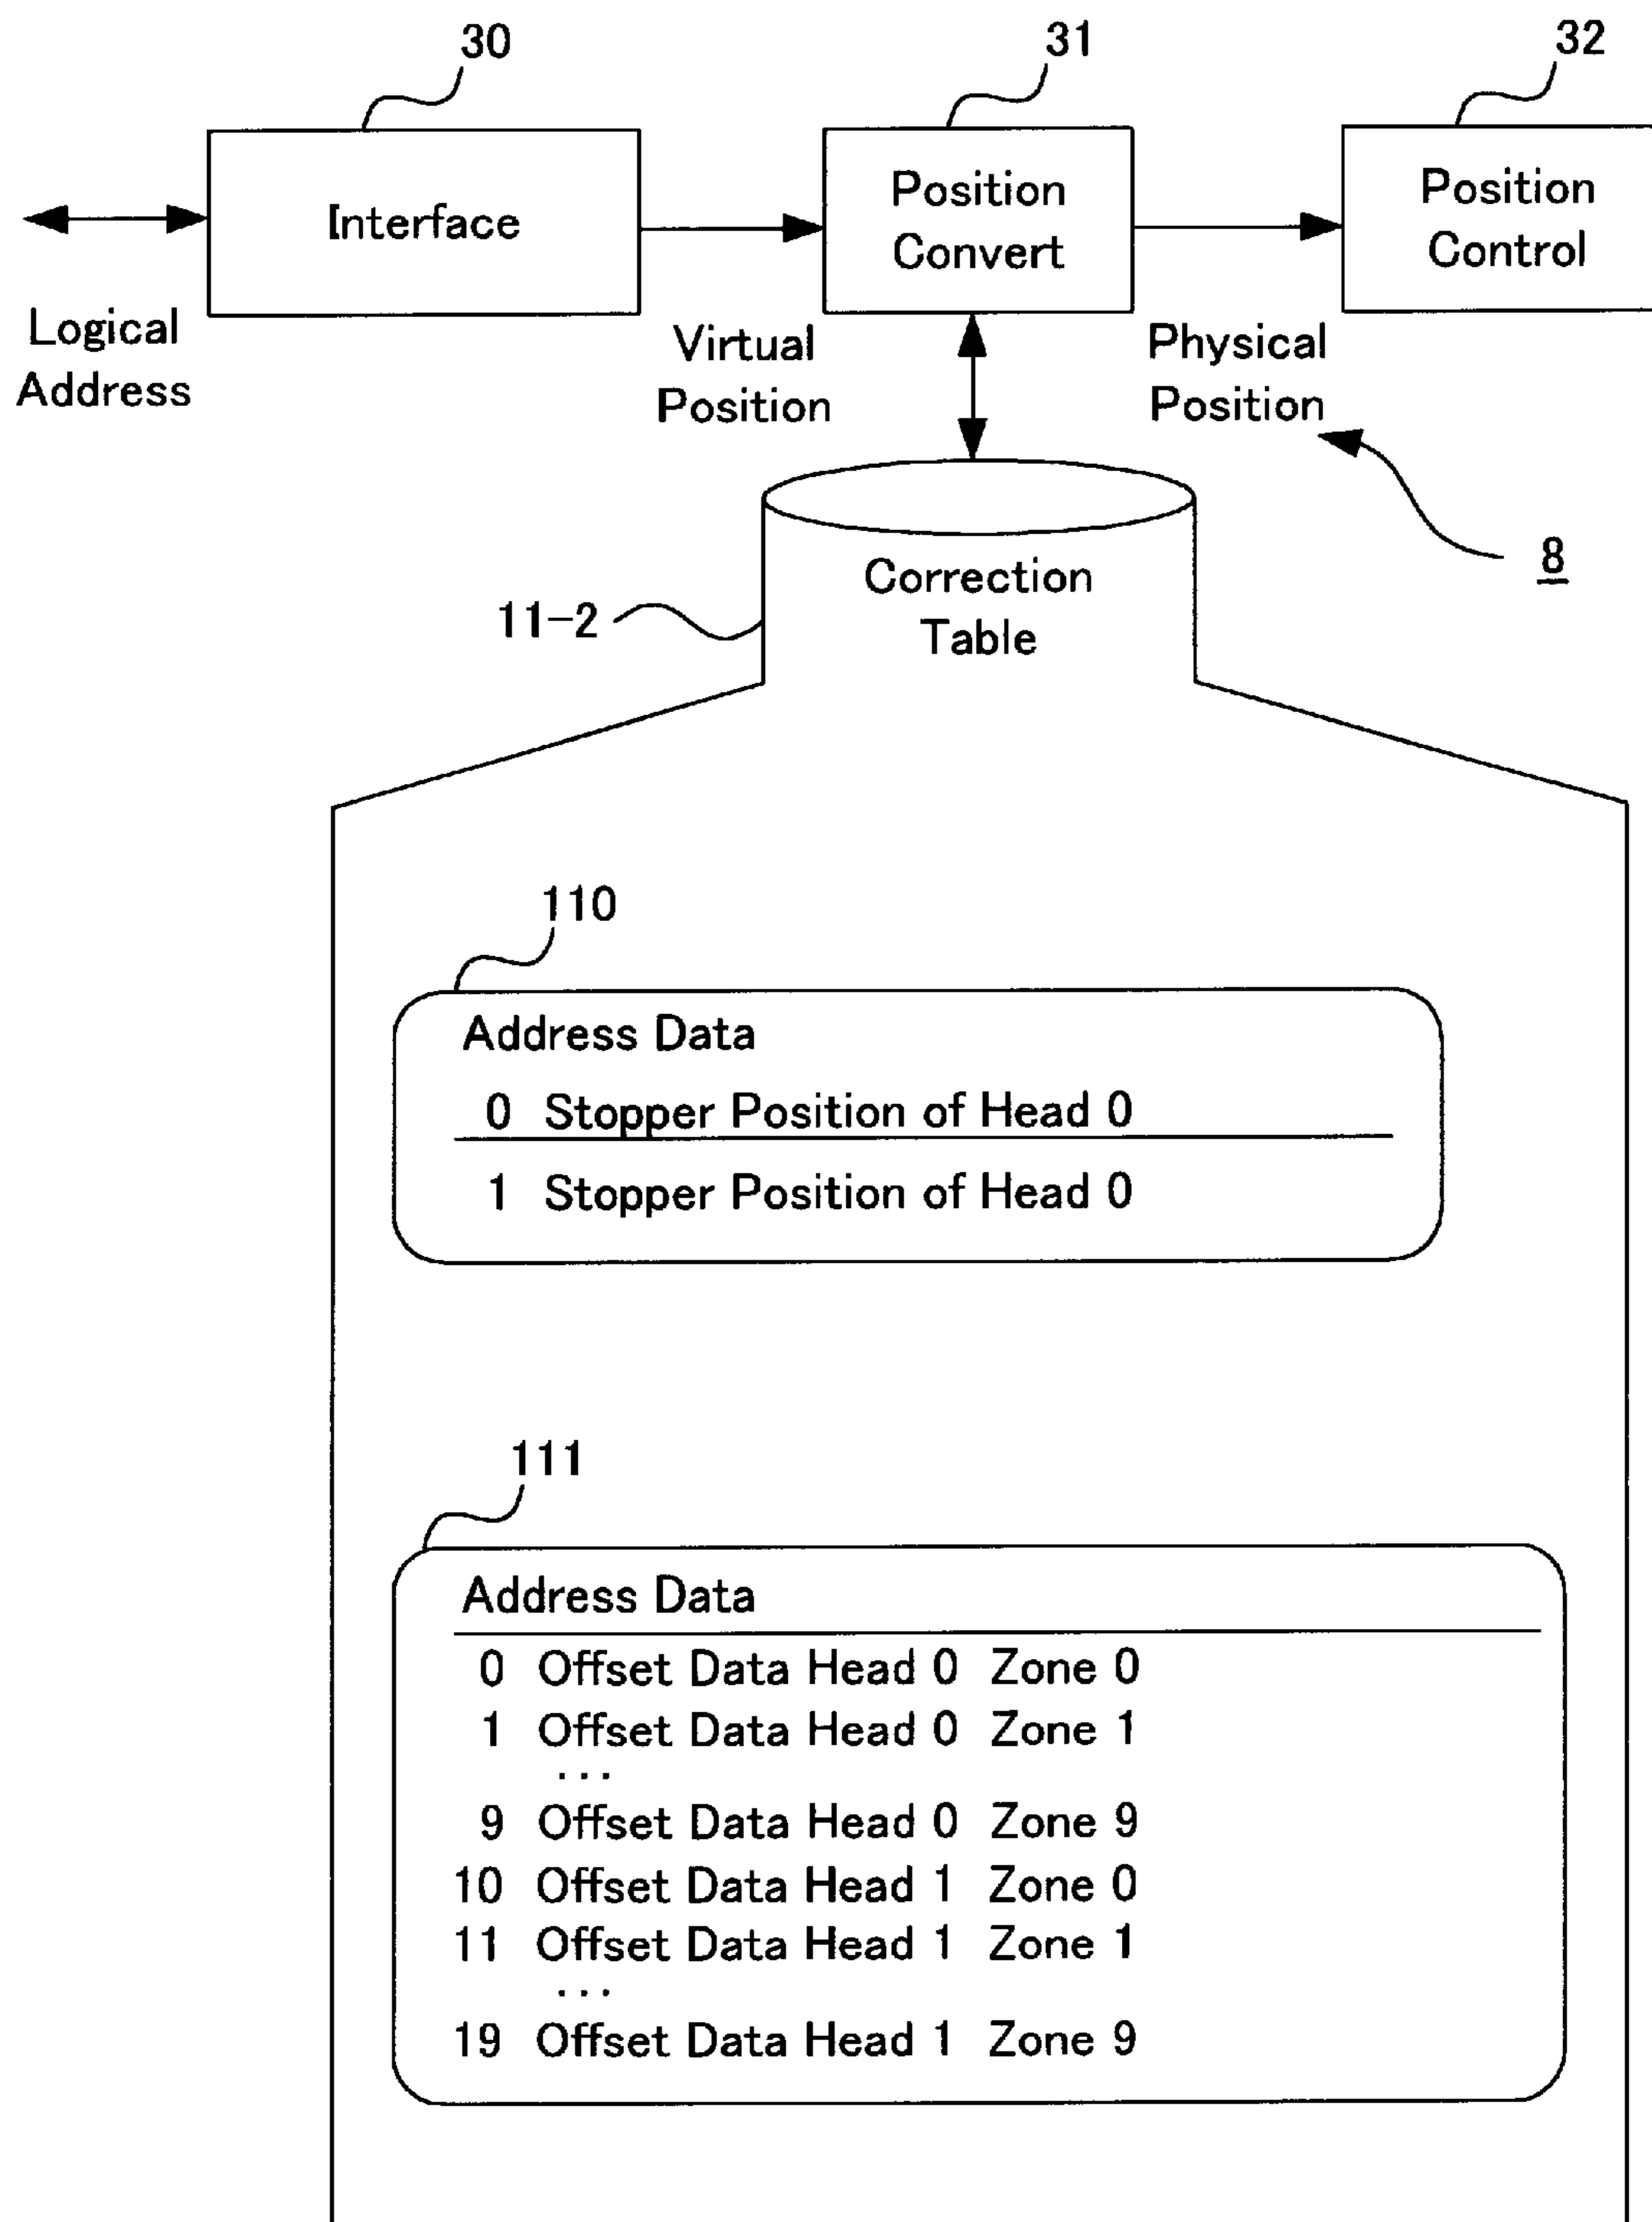 30
31
32
Interface
Position
Convert
Position
Control
Logical
Address
Virtual
Position
Physical
Position
8
11-2
Correction
Table
110
Address Data
0 Stopper Position of Head 0
1 Stopper Position of Head 0
111
Address Data
0 Offset Data Head 0 Zone 0
1 Offset Data Head 0 Zone 1
...
9 Offset Data Head 0 Zone 9
10 Offset Data Head 1 Zone 0
11 Offset Data Head 1 Zone 1
...
19 Offset Data Head 1 Zone 9